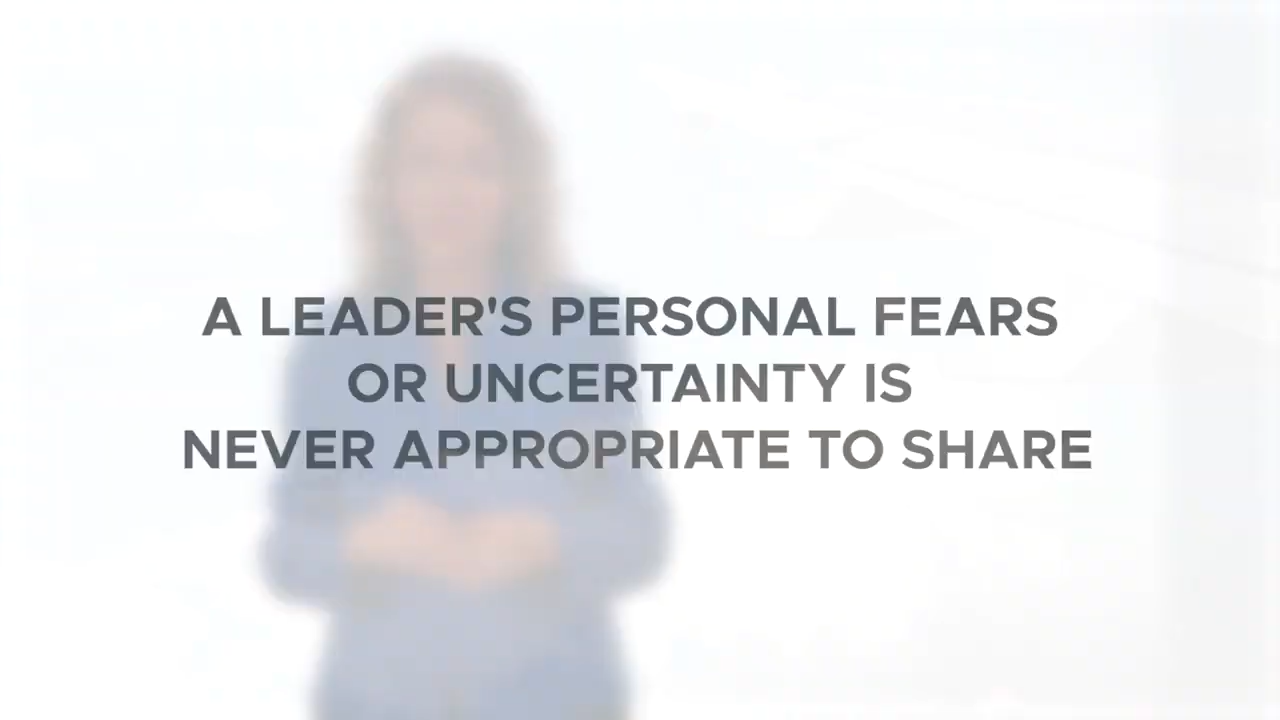 A LEADER'S PERSONAL FEARS
OR UNCERTAINTY IS
NEVER APPROPRIATE TO SHARE